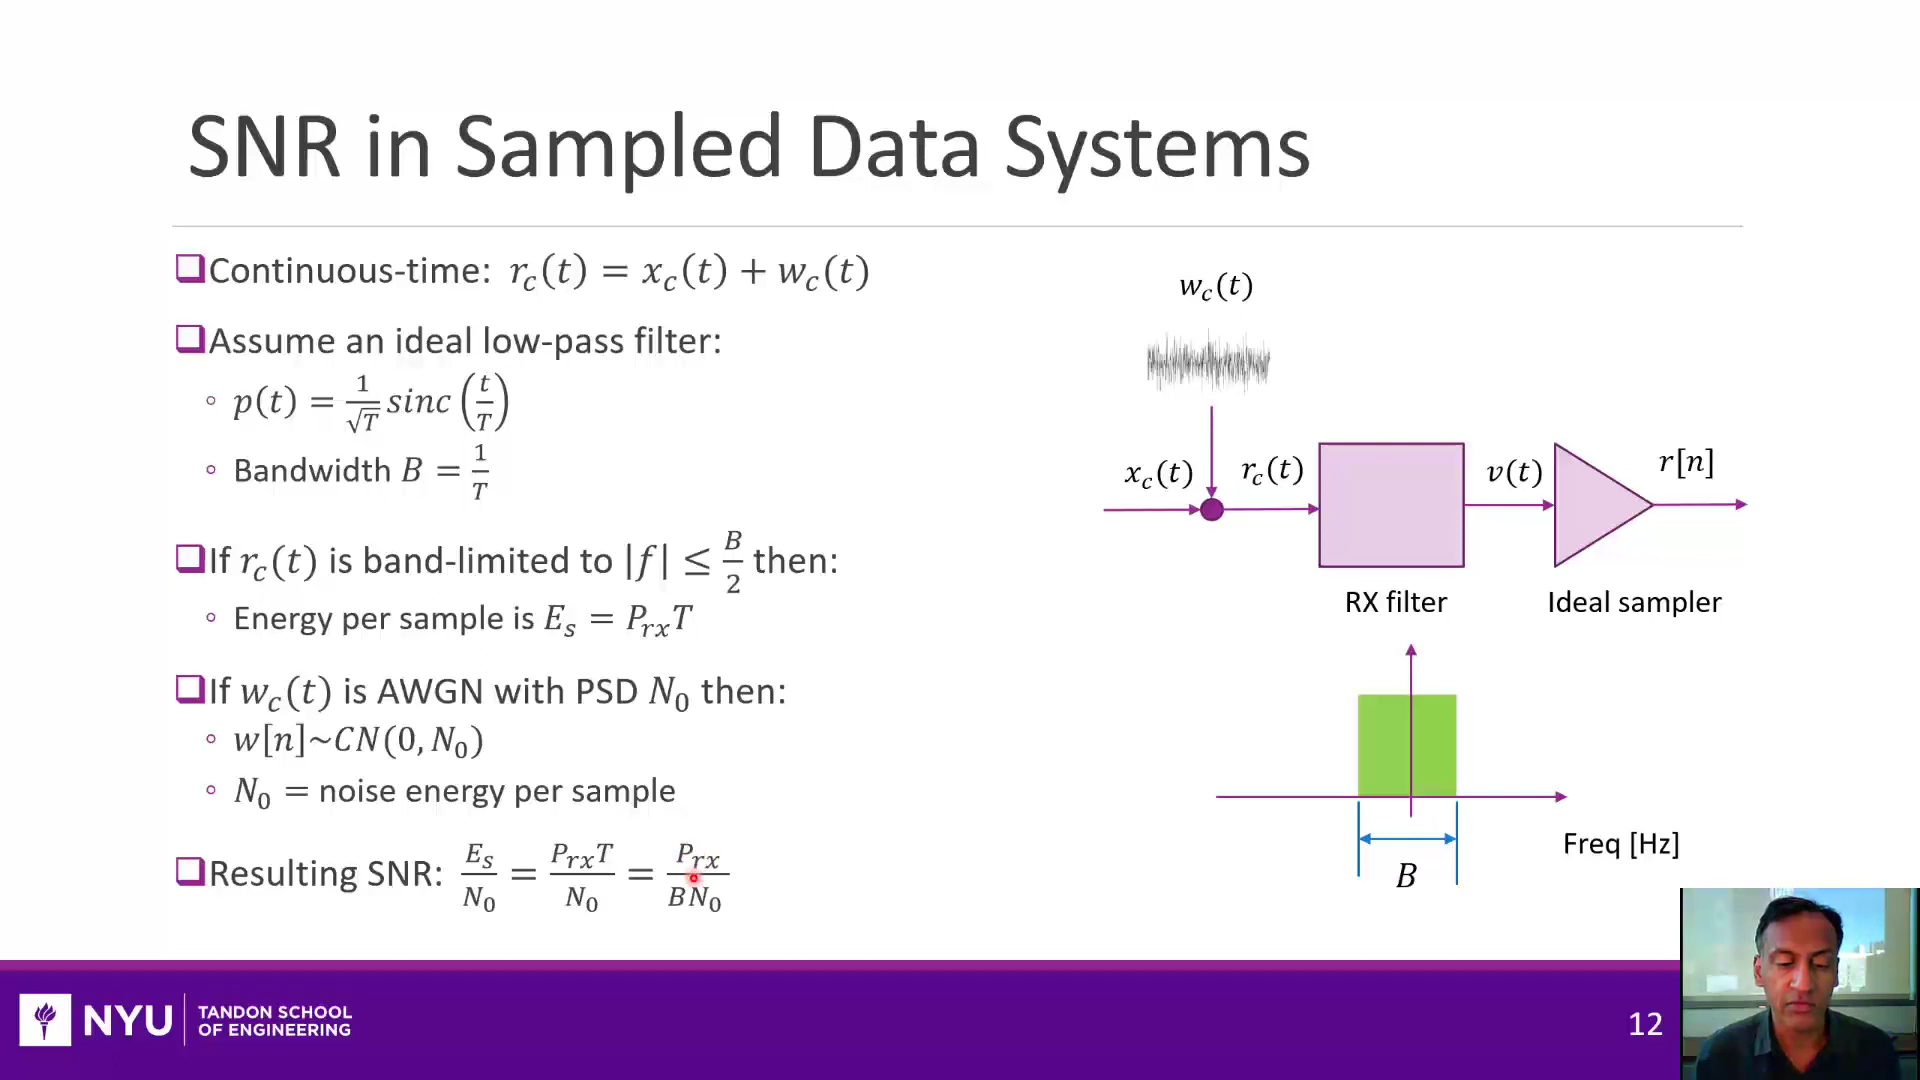 SNR in Sampled Data Systems
Continuous-time: r_c(t) = x_c(t) + w_c(t)
Assume an ideal low-pass filter:
p(t) = 1/√T sinc(t/T)
Bandwidth B = 1/T
If r_c(t) is band-limited to |f| ≤ B/2 then:
Energy per sample is E_s = P_rx T
If w_c(t) is AWGN with PSD N_0 then:
w[n]~CN(0, N_0)
N_0 = noise energy per sample
Resulting SNR: E_s/N_0 = P_rx T/N_0 = P_rx/BN_0
w_c(t)
x_c(t)
r_c(t)
v(t)
r[n]
RX filter
Ideal sampler
Freq [Hz]
B
NYU
TANDON SCHOOL
OF ENGINEERING
12